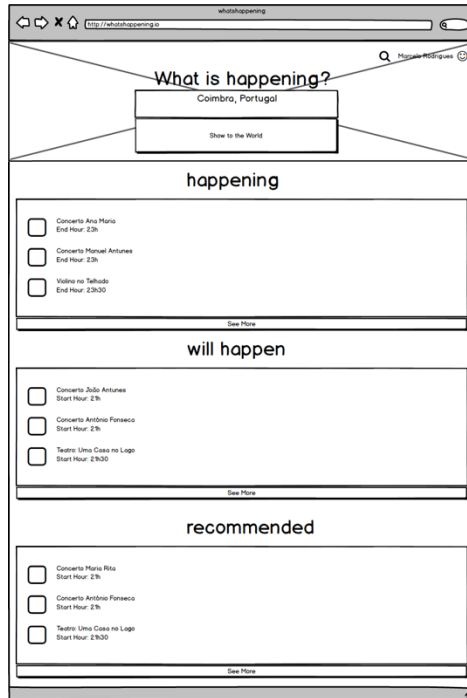 whatshappening
http://whatshappening.io
Marcelo Rodrigues
What is happening?
Coimbra, Portugal
Show to the World
happening
Concerto Ana Maria
End Hour: 23h
Concerto Manuel Antunes
End Hour: 23h
Violino no Telhado
End Hour: 23h30
See More
will happen
Concerto João Antunes
Start Hour: 21h
Concerto António Fonseca
Start Hour: 21h
Teatro: Uma Casa no Lago
Start Hour: 21h30
See More
recommended
Concerto Maria Rita
Start Hour: 21h
Concerto António Fonseca
Start Hour: 21h
Teatro: Uma Casa no Lago
Start Hour: 21h30
See More